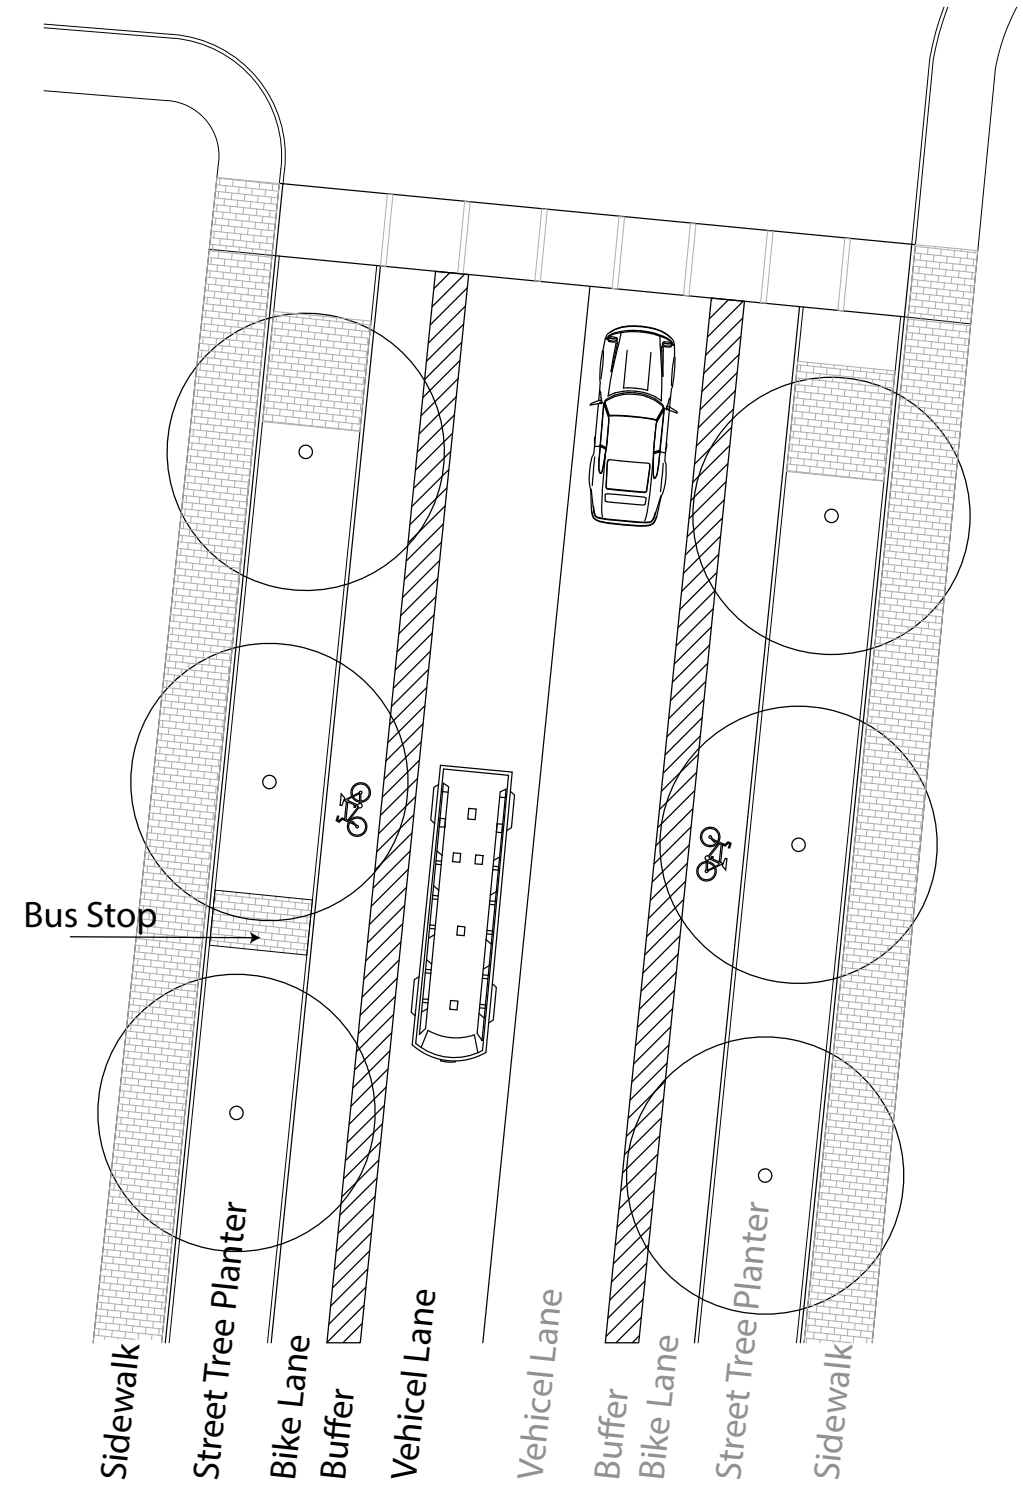 Bus Stop
Sidewalk
Street Tree Planter
Bike Lane
Buffer
Vehicel Lane
Vehicel Lane
Buffer
Bike Lane
Street Tree Planter
Sidewalk